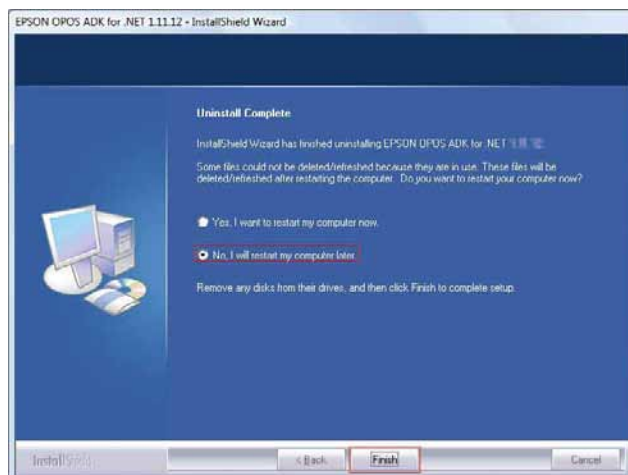 EPSON OPOS ADK for .NET 1.11.12 - InstallShield Wizard
Uninstall Complete
InstallShield Wizard has finished uninstalling EPSON OPOS ADK for .NET
Some files could not be deleted/refreshed because they are in use. These files will be
deleted/refreshed after restarting the computer. Do you want to restart your computer now?
Yes, I want to restart my computer now.
No, I will restart my computer later.
Remove any disks from their drives, and then click Finish to complete setup.
InstallShield
< Back
Finish
Cancel